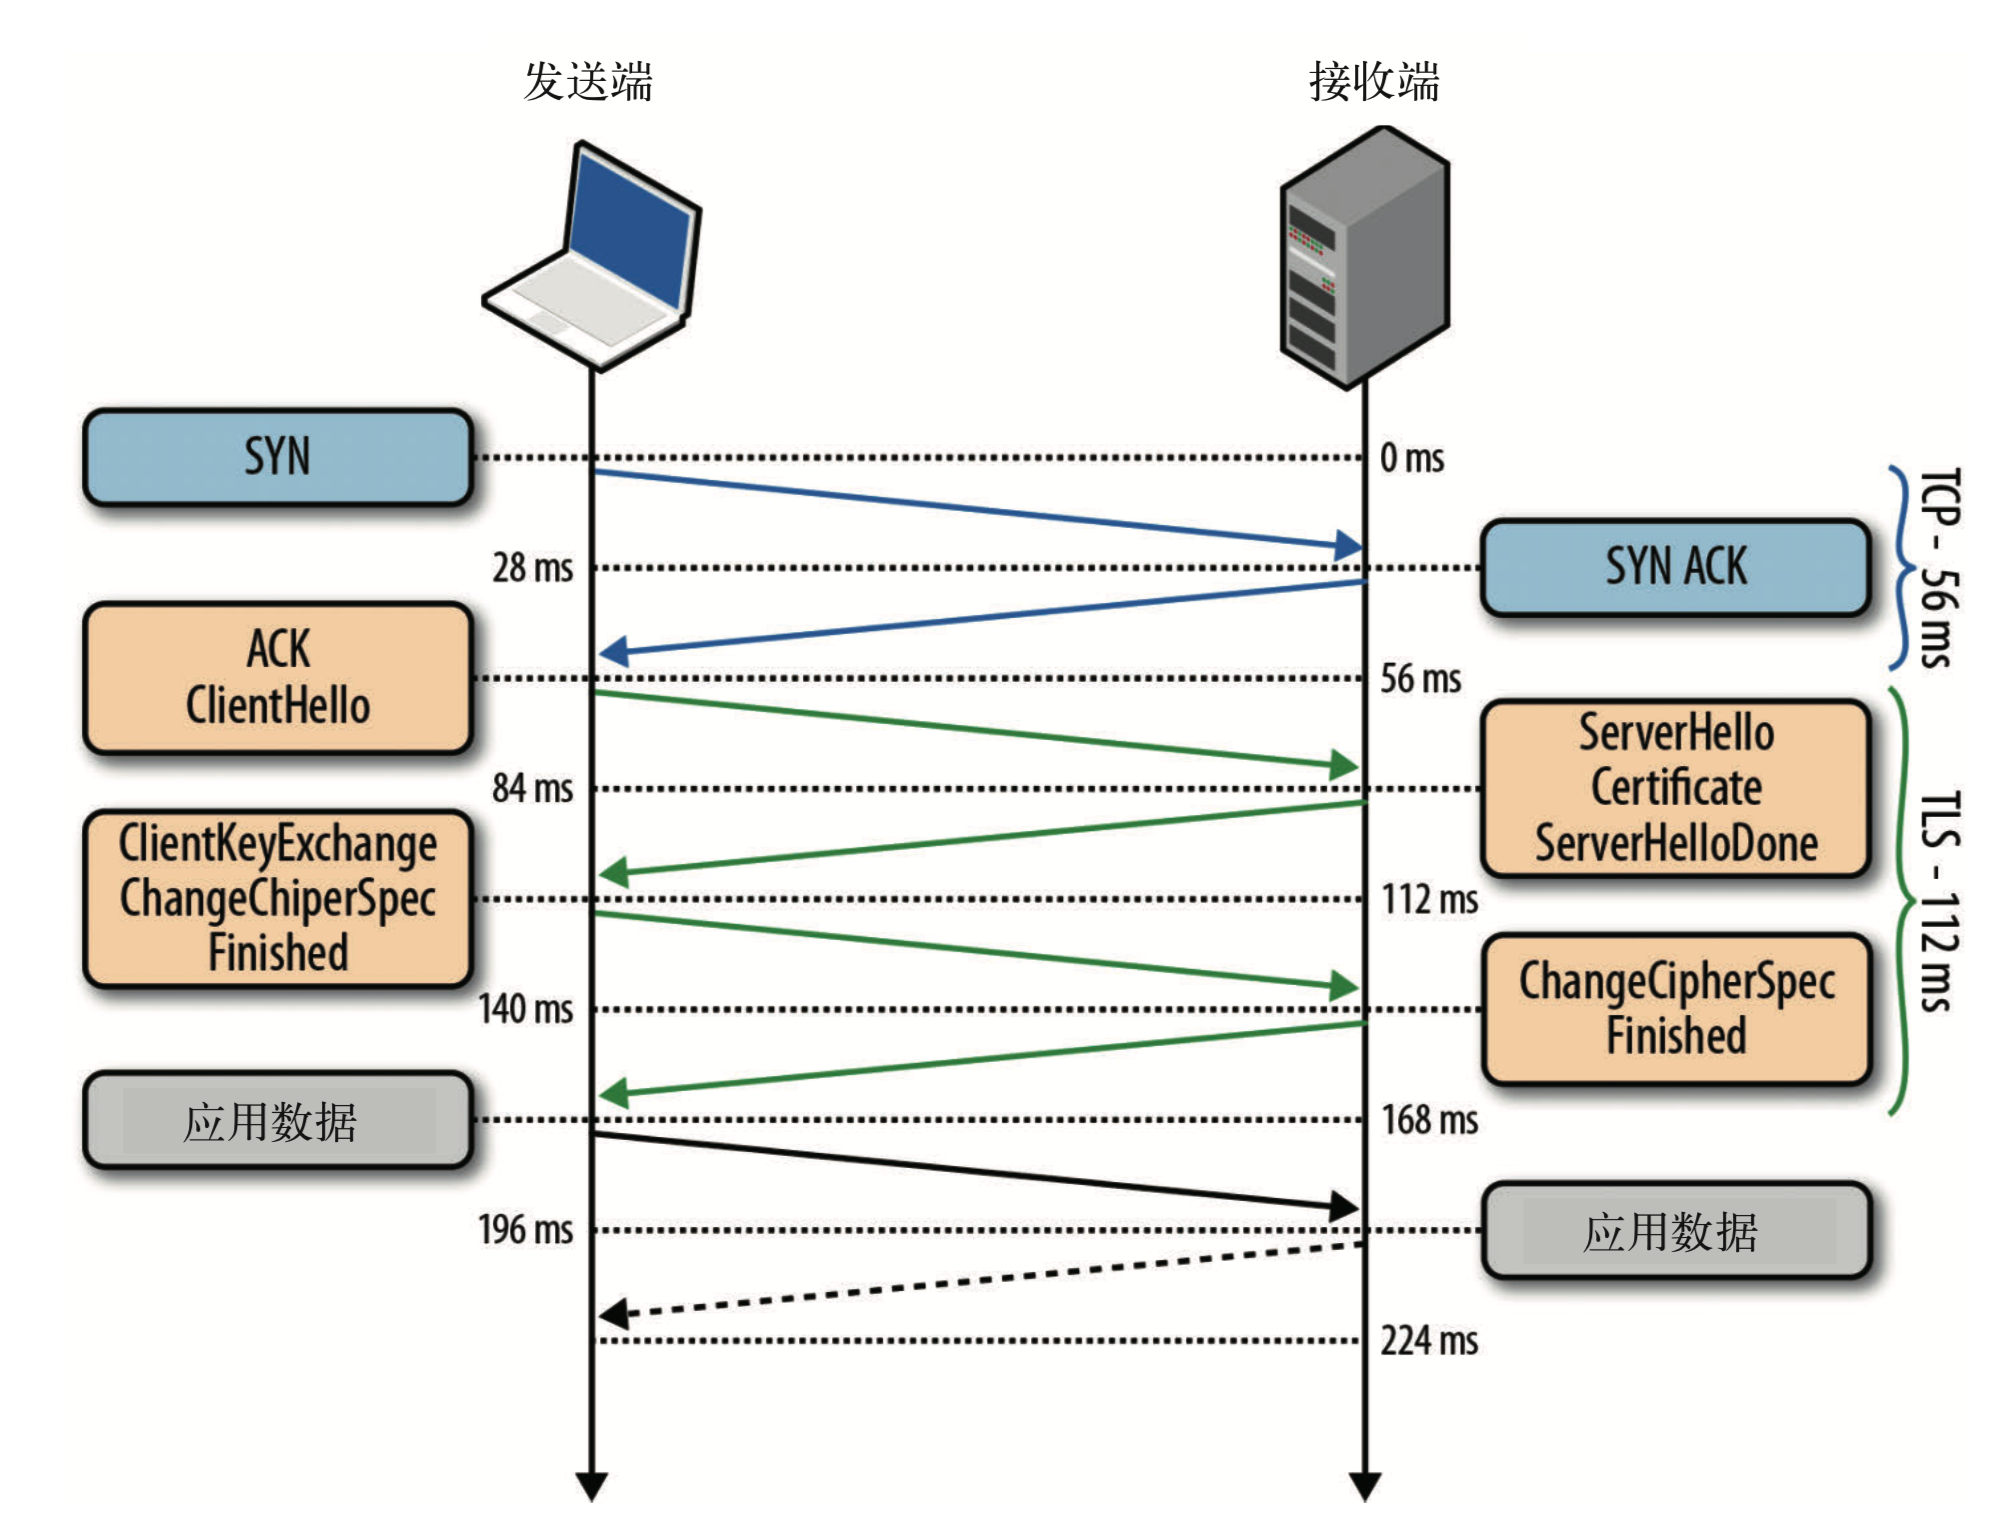 发送端
接收端
SYN
0 ms
28 ms
SYN ACK
TCP - 56 ms
ACK
ClientHello
56 ms
84 ms
ServerHello
Certificate
ServerHelloDone
TLS - 112 ms
ClientKeyExchange
ChangeChiperSpec
Finished
112 ms
140 ms
ChangeCipherSpec
Finished
应用数据
168 ms
196 ms
应用数据
224 ms